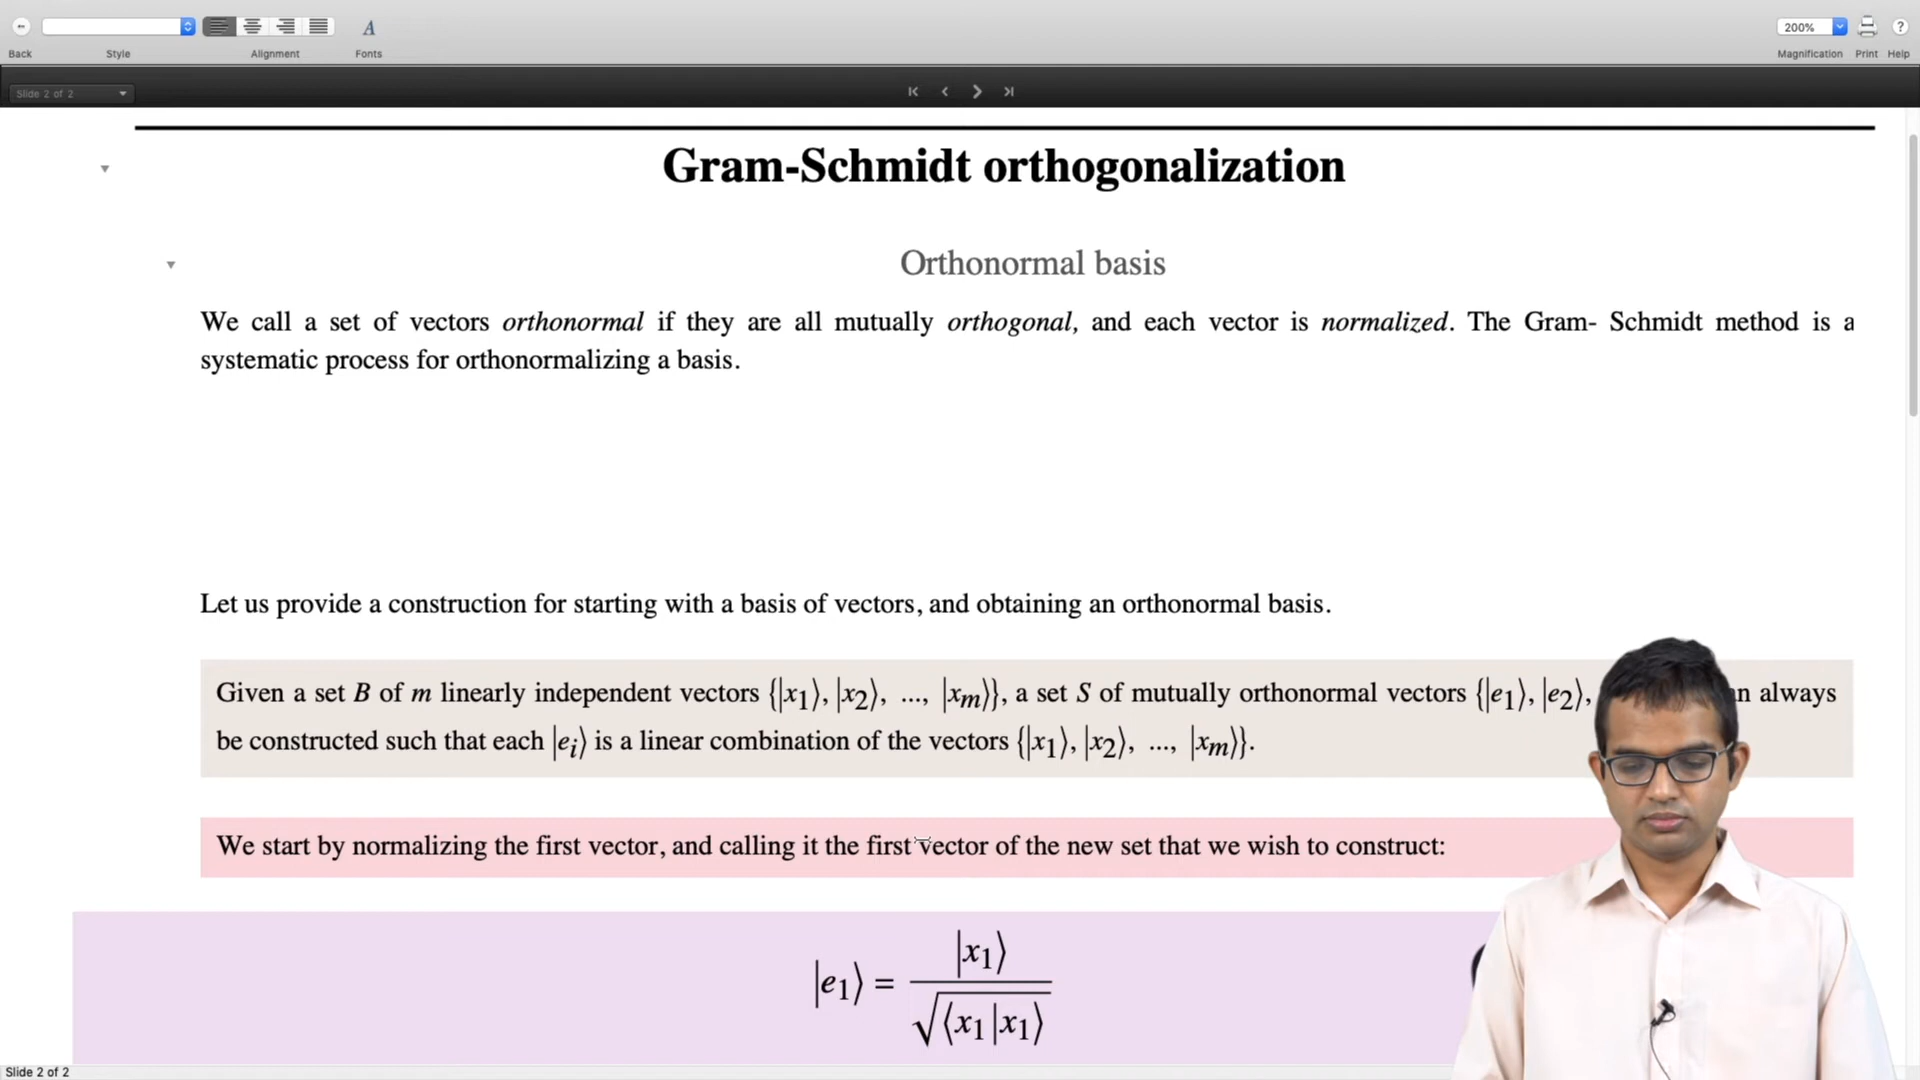 200%
Back Style Alignment Fonts Magnification Print Help
Slide 2 of 2
Gram-Schmidt orthogonalization
Orthonormal basis
We call a set of vectors orthonormal if they are all mutually orthogonal, and each vector is normalized. The Gram- Schmidt method is a
systematic process for orthonormalizing a basis.
Let us provide a construction for starting with a basis of vectors, and obtaining an orthonormal basis.
Given a set B of m linearly independent vectors {|x₁⟩, |x₂⟩, ..., |xₘ⟩}, a set S of mutually orthonormal vectors {|e₁⟩, |e₂⟩, always
be constructed such that each |eᵢ⟩ is a linear combination of the vectors {|x₁⟩, |x₂⟩, ..., |xₘ⟩}.
We start by normalizing the first vector, and calling it the first vector of the new set that we wish to construct:
|e₁⟩ = |x₁⟩ / √⟨x₁|x₁⟩
Slide 2 of 2